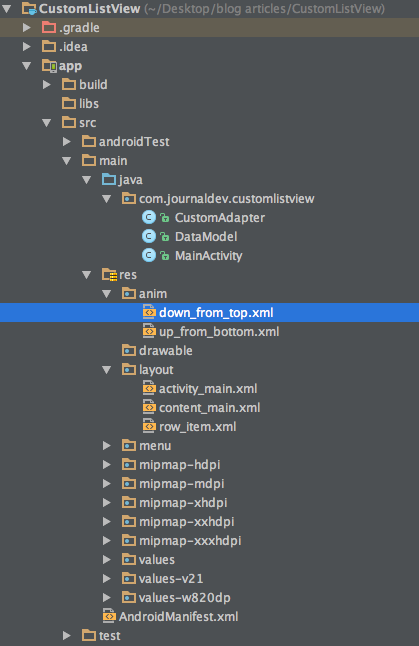 CustomListView (~/Desktop/blog articles/CustomListView)
.gradle
.idea
app
build
libs
src
androidTest
main
java
com.journaldev.customlistview
CustomAdapter
DataModel
MainActivity
res
anim
down_from_top.xml
up_from_bottom.xml
drawable
layout
activity_main.xml
content_main.xml
row_item.xml
menu
mipmap-hdpi
mipmap-mdpi
mipmap-xhdpi
mipmap-xxhdpi
mipmap-xxxhdpi
values
values-v21
values-w820dp
AndroidManifest.xml
test